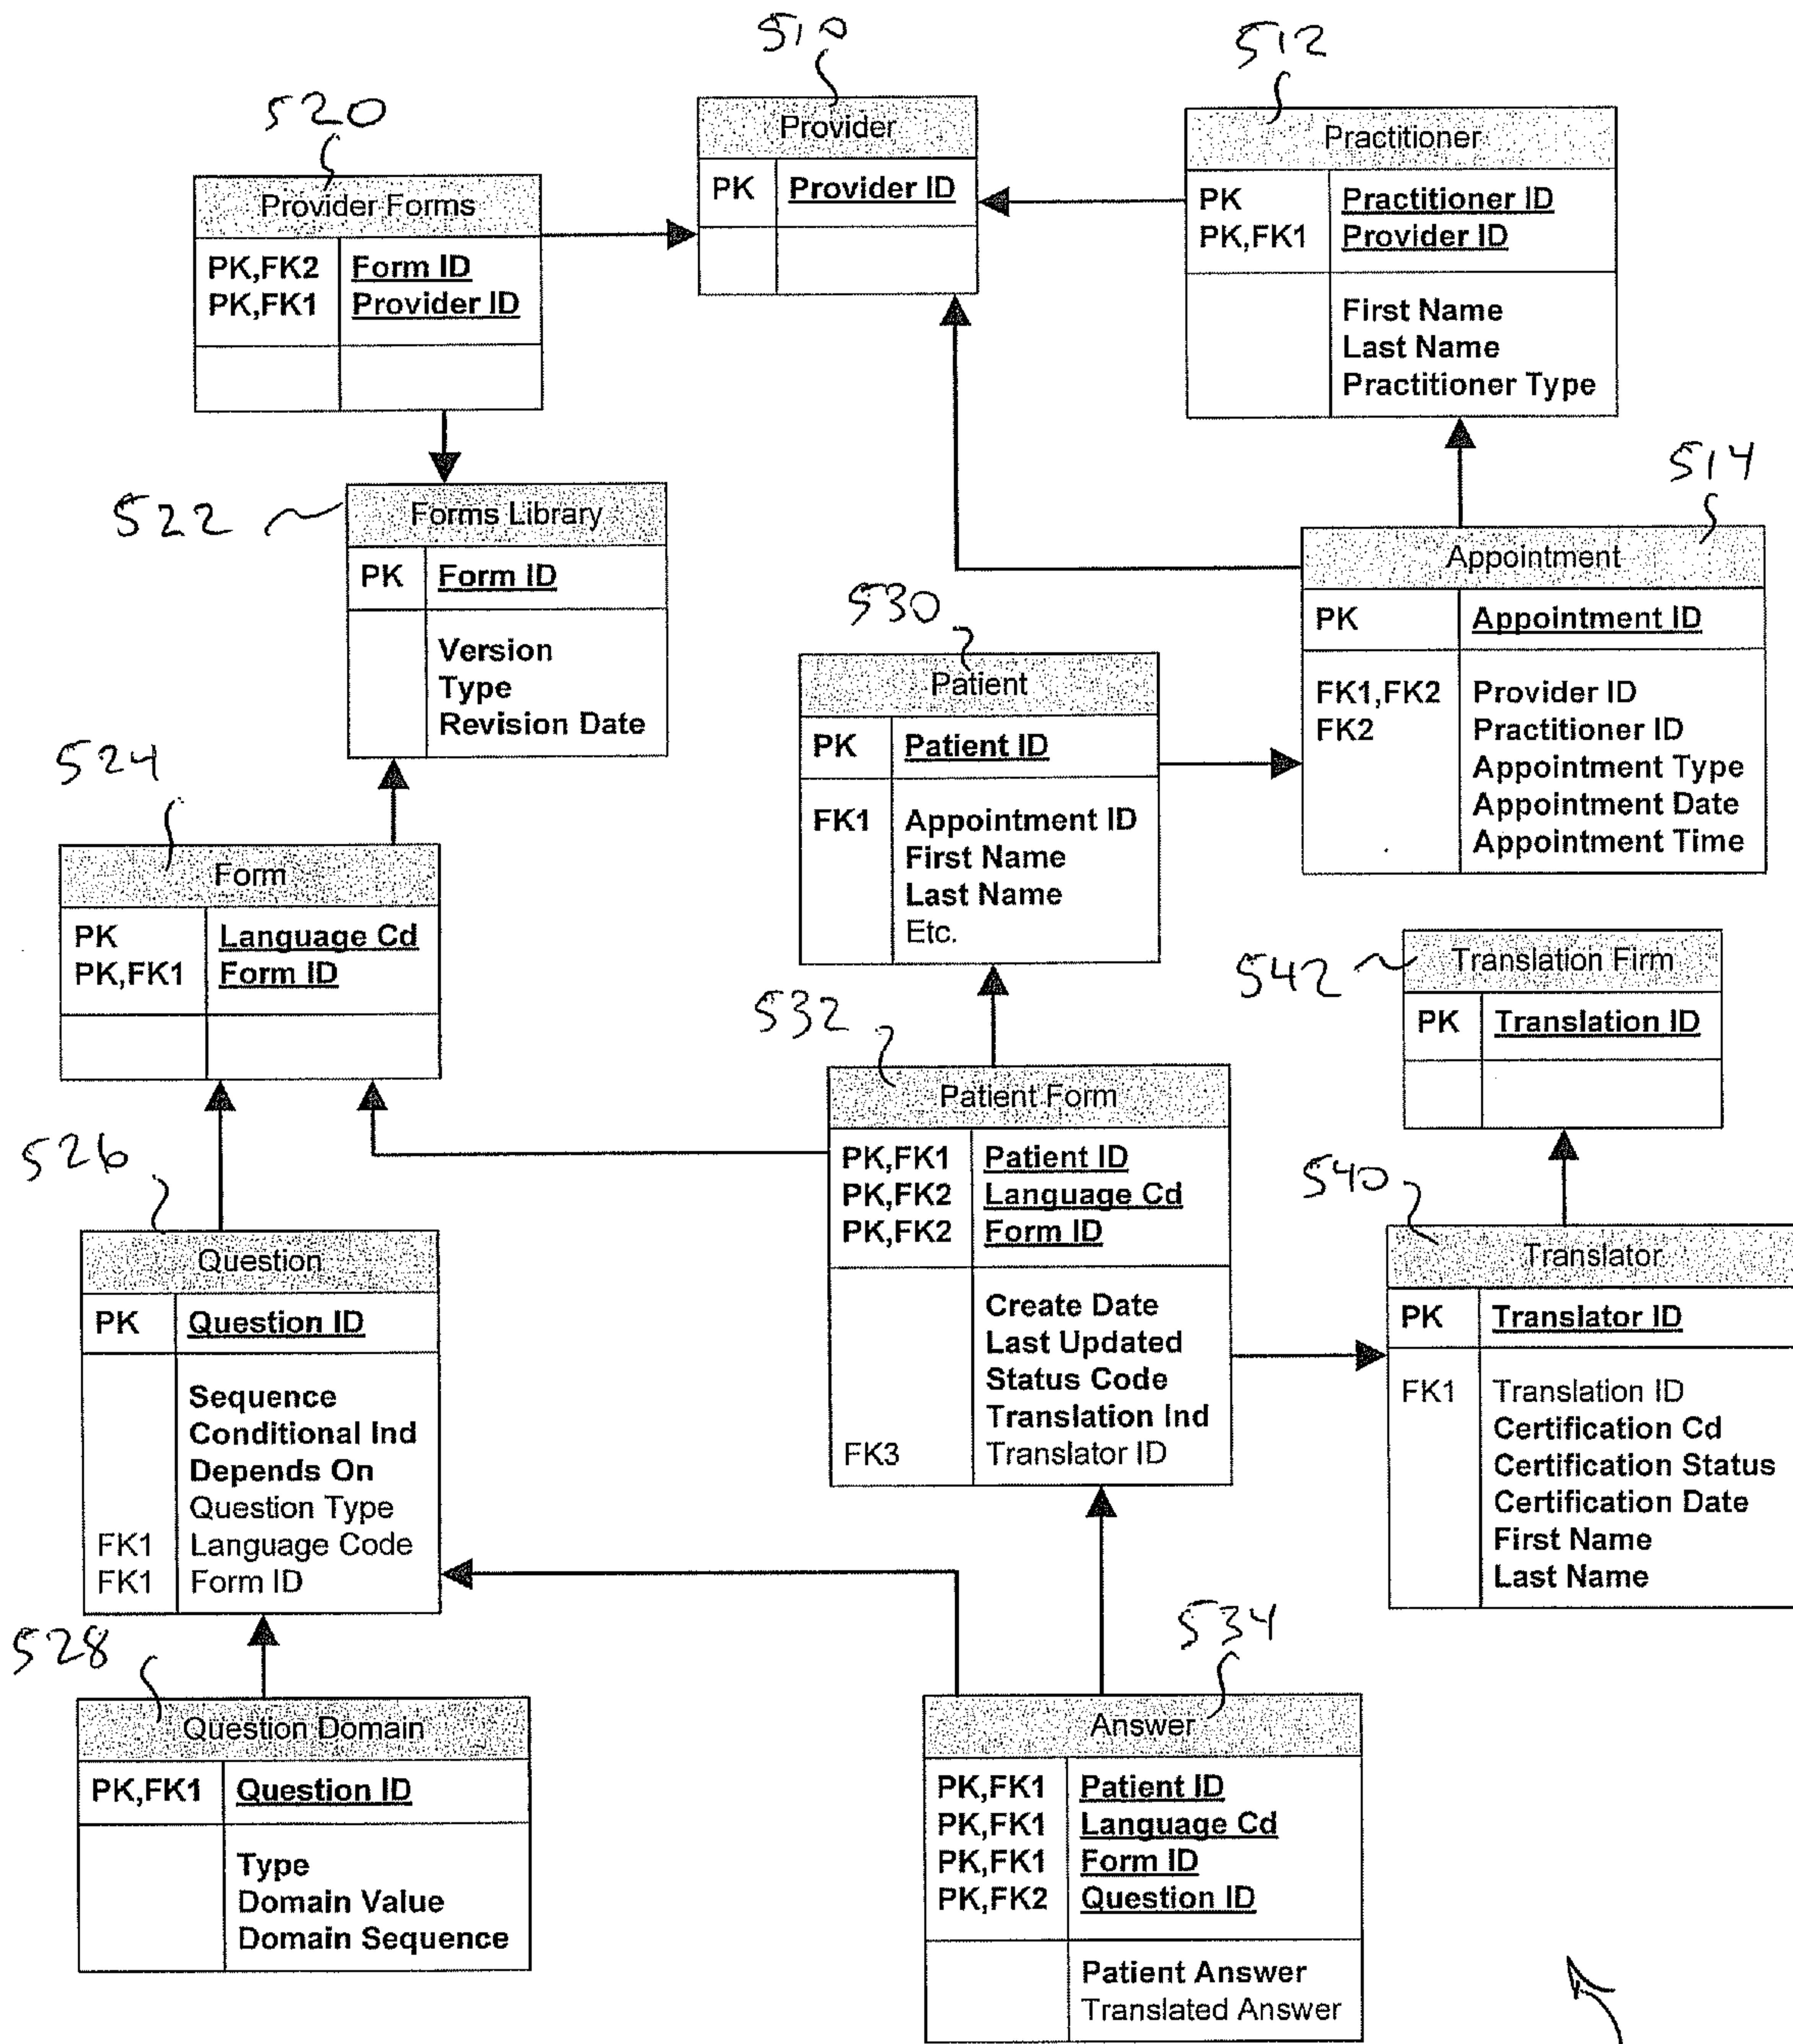 510
Provider
PK Provider ID
512
Practitioner
PK Practitioner ID
PK,FK1 Provider ID
First Name
Last Name
Practitioner Type
520
Provider Forms
PK,FK2 Form ID
PK,FK1 Provider ID
522
Forms Library
PK Form ID
Version
Type
Revision Date
514
Appointment
PK Appointment ID
FK1,FK2 Provider ID
FK2 Practitioner ID
Appointment Type
Appointment Date
Appointment Time
530
Patient
PK Patient ID
FK1 Appointment ID
First Name
Last Name
Etc.
524
Form
PK Language Cd
PK,FK1 Form ID
542
Translation Firm
PK Translation ID
532
Patient Form
PK,FK1 Patient ID
PK,FK2 Language Cd
PK,FK2 Form ID
Create Date
Last Updated
Status Code
Translation Ind
FK3 Translator ID
540
Translator
PK Translator ID
FK1 Translation ID
Certification Cd
Certification Status
Certification Date
First Name
Last Name
526
Question
PK Question ID
Sequence
Conditional Ind
Depends On
Question Type
FK1 Language Code
FK1 Form ID
528
Question Domain
PK,FK1 Question ID
Type
Domain Value
Domain Sequence
534
Answer
PK,FK1 Patient ID
PK,FK1 Language Cd
PK,FK1 Form ID
PK,FK2 Question ID
Patient Answer
Translated Answer